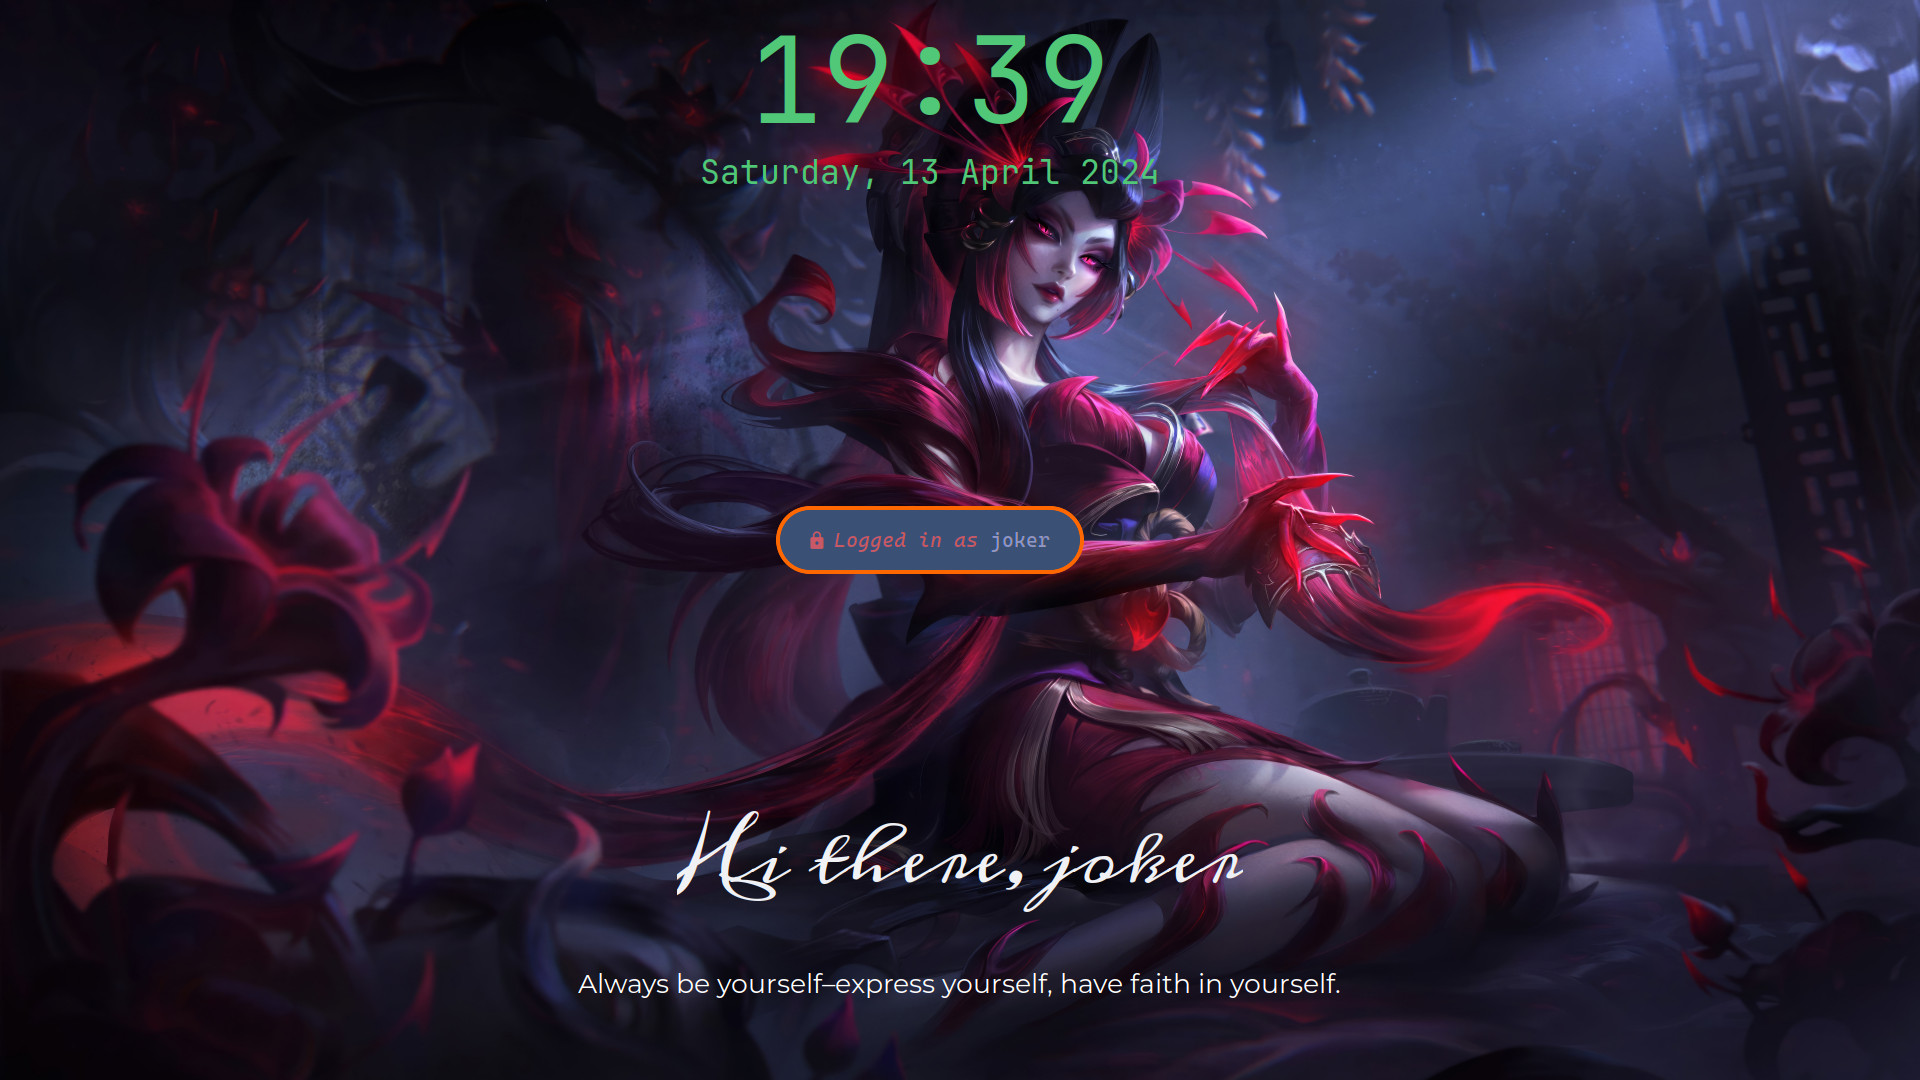 19:39
Saturday, 13 April 2024
Logged in as joker
Hi there, joker
Always be yourself–express yourself, have faith in yourself.